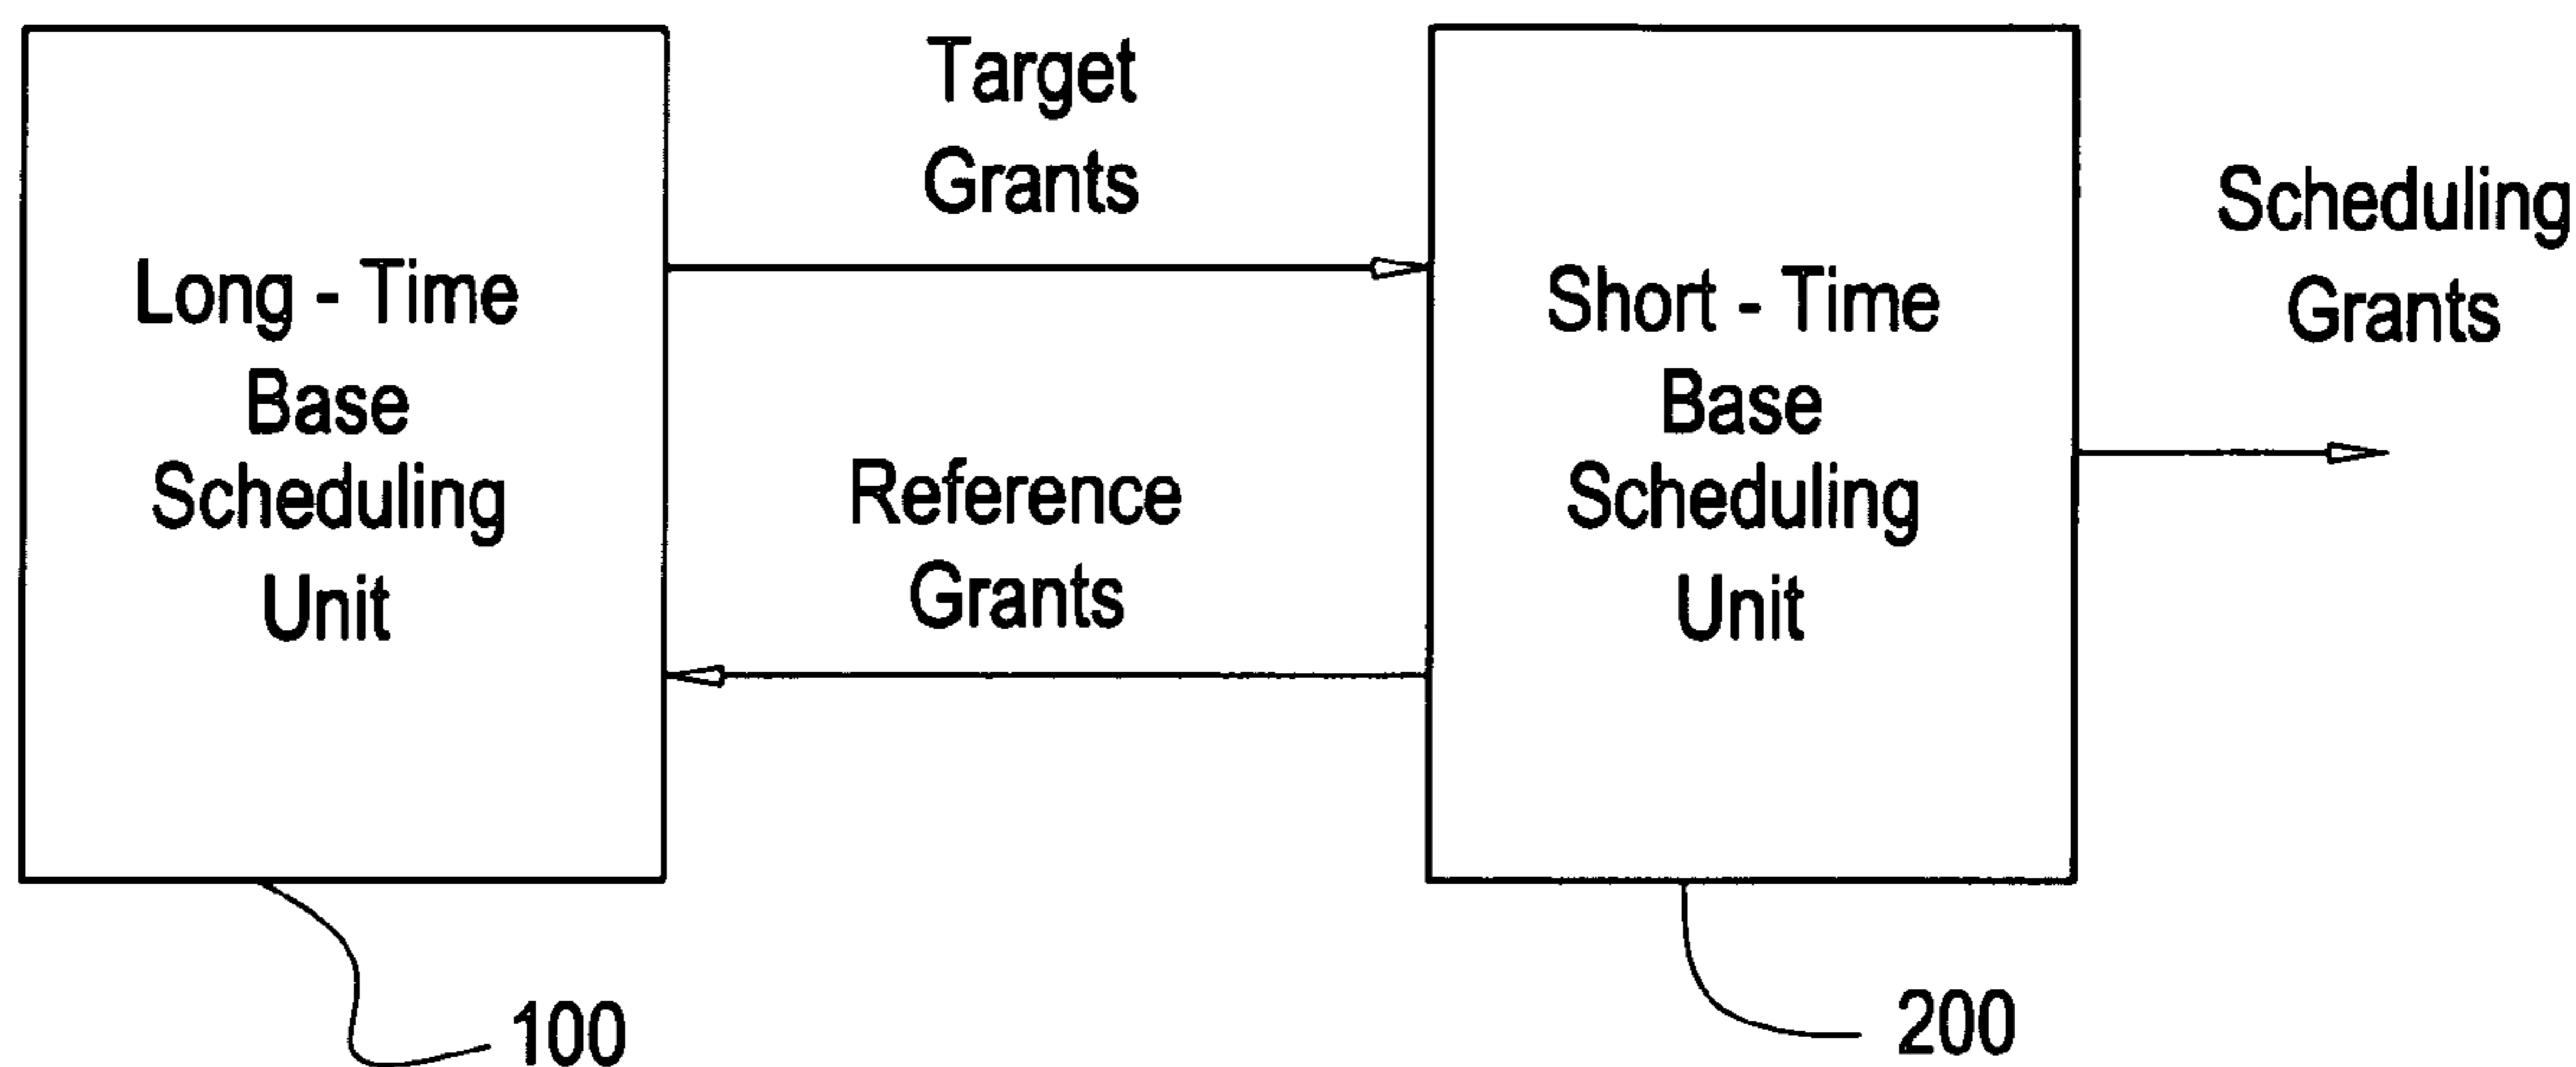 Long - Time
Base
Scheduling
Unit
Target
Grants
Reference
Grants
Short - Time
Base
Scheduling
Unit
Scheduling
Grants
100
200